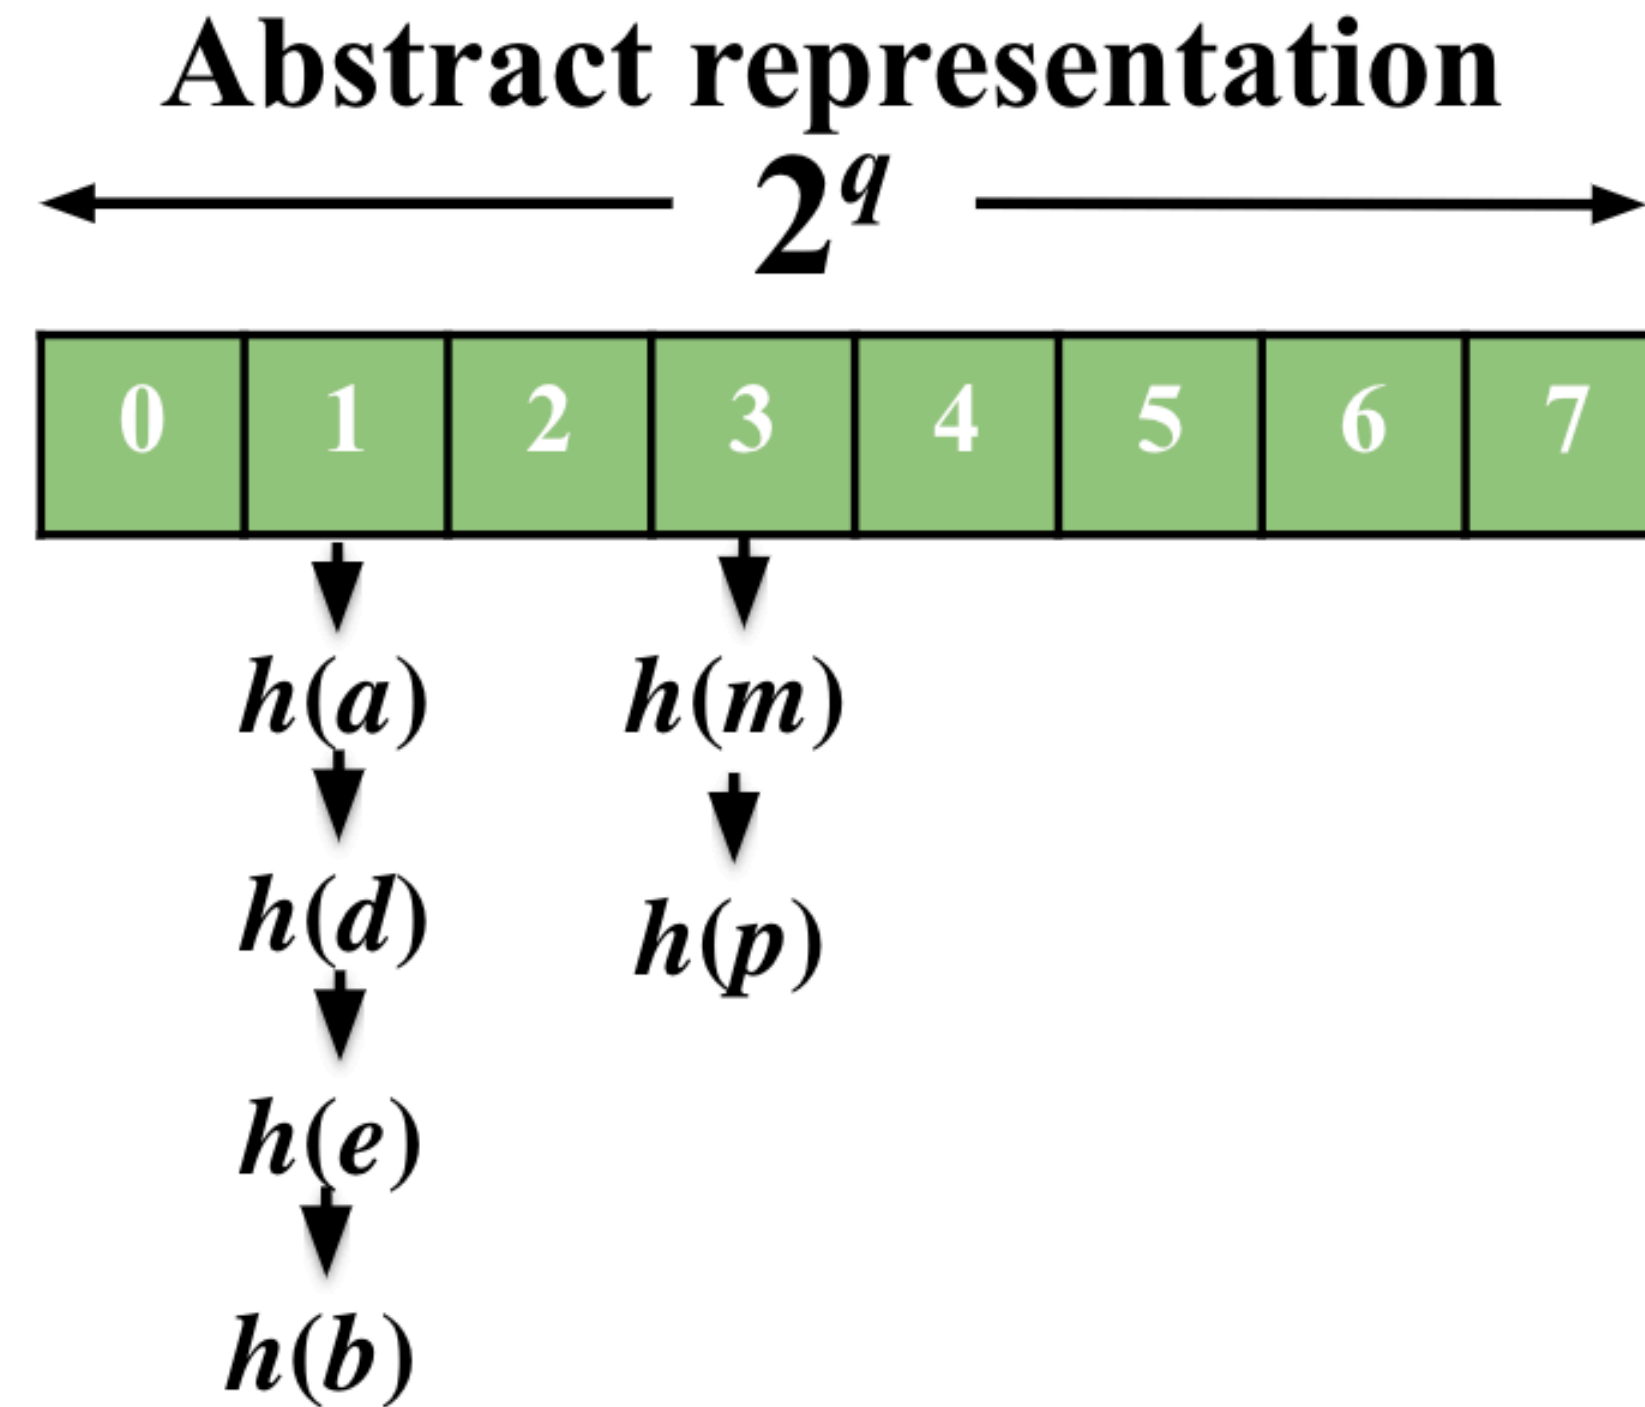 Abstract representation
2^q
0 1 2 3 4 5 6 7
h(a) h(m)
h(d) h(p)
h(e)
h(b)